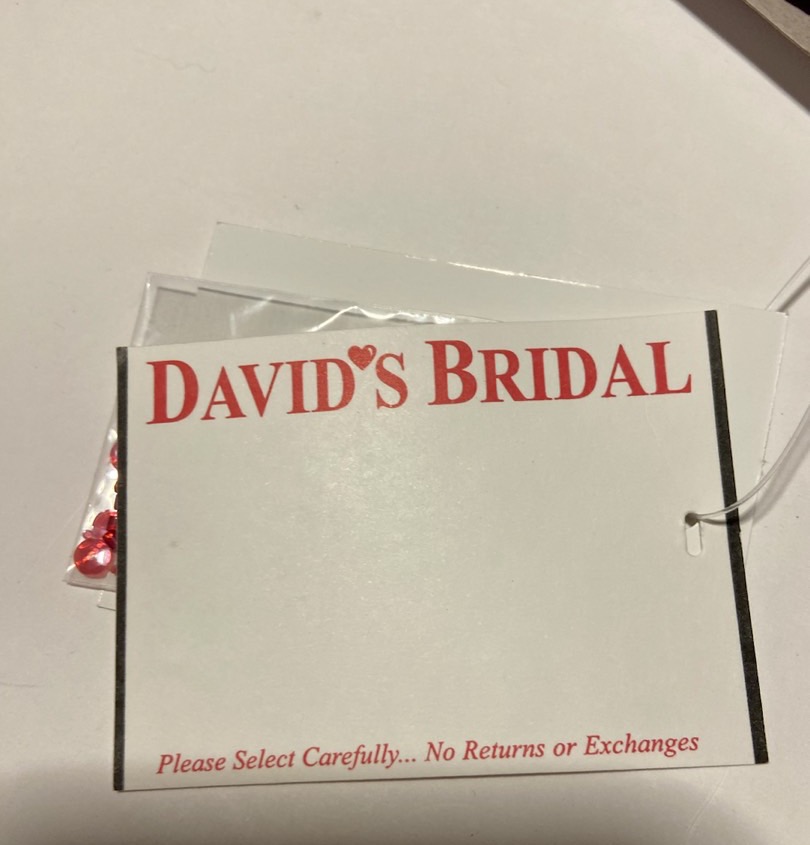 DAVID'S BRIDAL
Please Select Carefully... No Returns or Exchanges